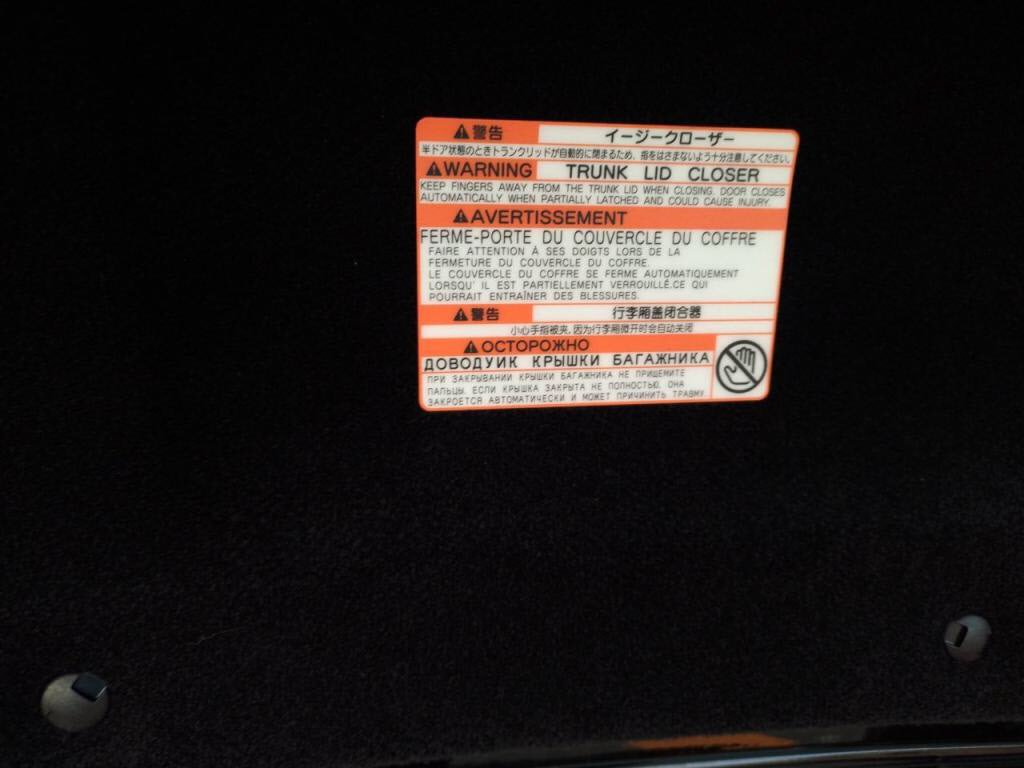 ⚠警告 イージークローザー
半ドア状態のときトランクリッドが自動的に閉まるため、指をはさまないよう十分注意してください。
⚠WARNING TRUNK LID CLOSER
KEEP FINGERS AWAY FROM THE TRUNK LID WHEN CLOSING. DOOR CLOSES
AUTOMATICALLY WHEN PARTIALLY LATCHED AND COULD CAUSE INJURY.
⚠AVERTISSEMENT
FERME-PORTE DU COUVERCLE DU COFFRE
FAIRE ATTENTION À SES DOIGTS LORS DE LA
FERMETURE DU COUVERCLE DU COFFRE.
LE COUVERCLE DU COFFRE SE FERME AUTOMATIQUEMENT
LORSQU' IL EST PARTIELLEMENT VERROUILLÉ.CE QUI
POURRAIT ENTRAÎNER DES BLESSURES.
⚠警告 行李厢盖闭合器
小心手指被夹,因为行李厢微开时会自动关闭
⚠ОСТОРОЖНО
ДОВОДУИК КРЫШКИ БАГАЖНИКА
ПРИ ЗАКРЫВАНИИ КРЫШКИ БАГАЖНИКА НЕ ПРИЩЕМИТЕ
ПАЛЬЦЫ. ЕСЛИ КРЫШКА ЗАКРЫТА НЕ ПОЛНОСТЬЮ, ОНА
ЗАКРОЕТСЯ АВТОМАТИЧЕСКИ И МОЖЕТ ПРИЧИНИТЬ ТРАВМУ.